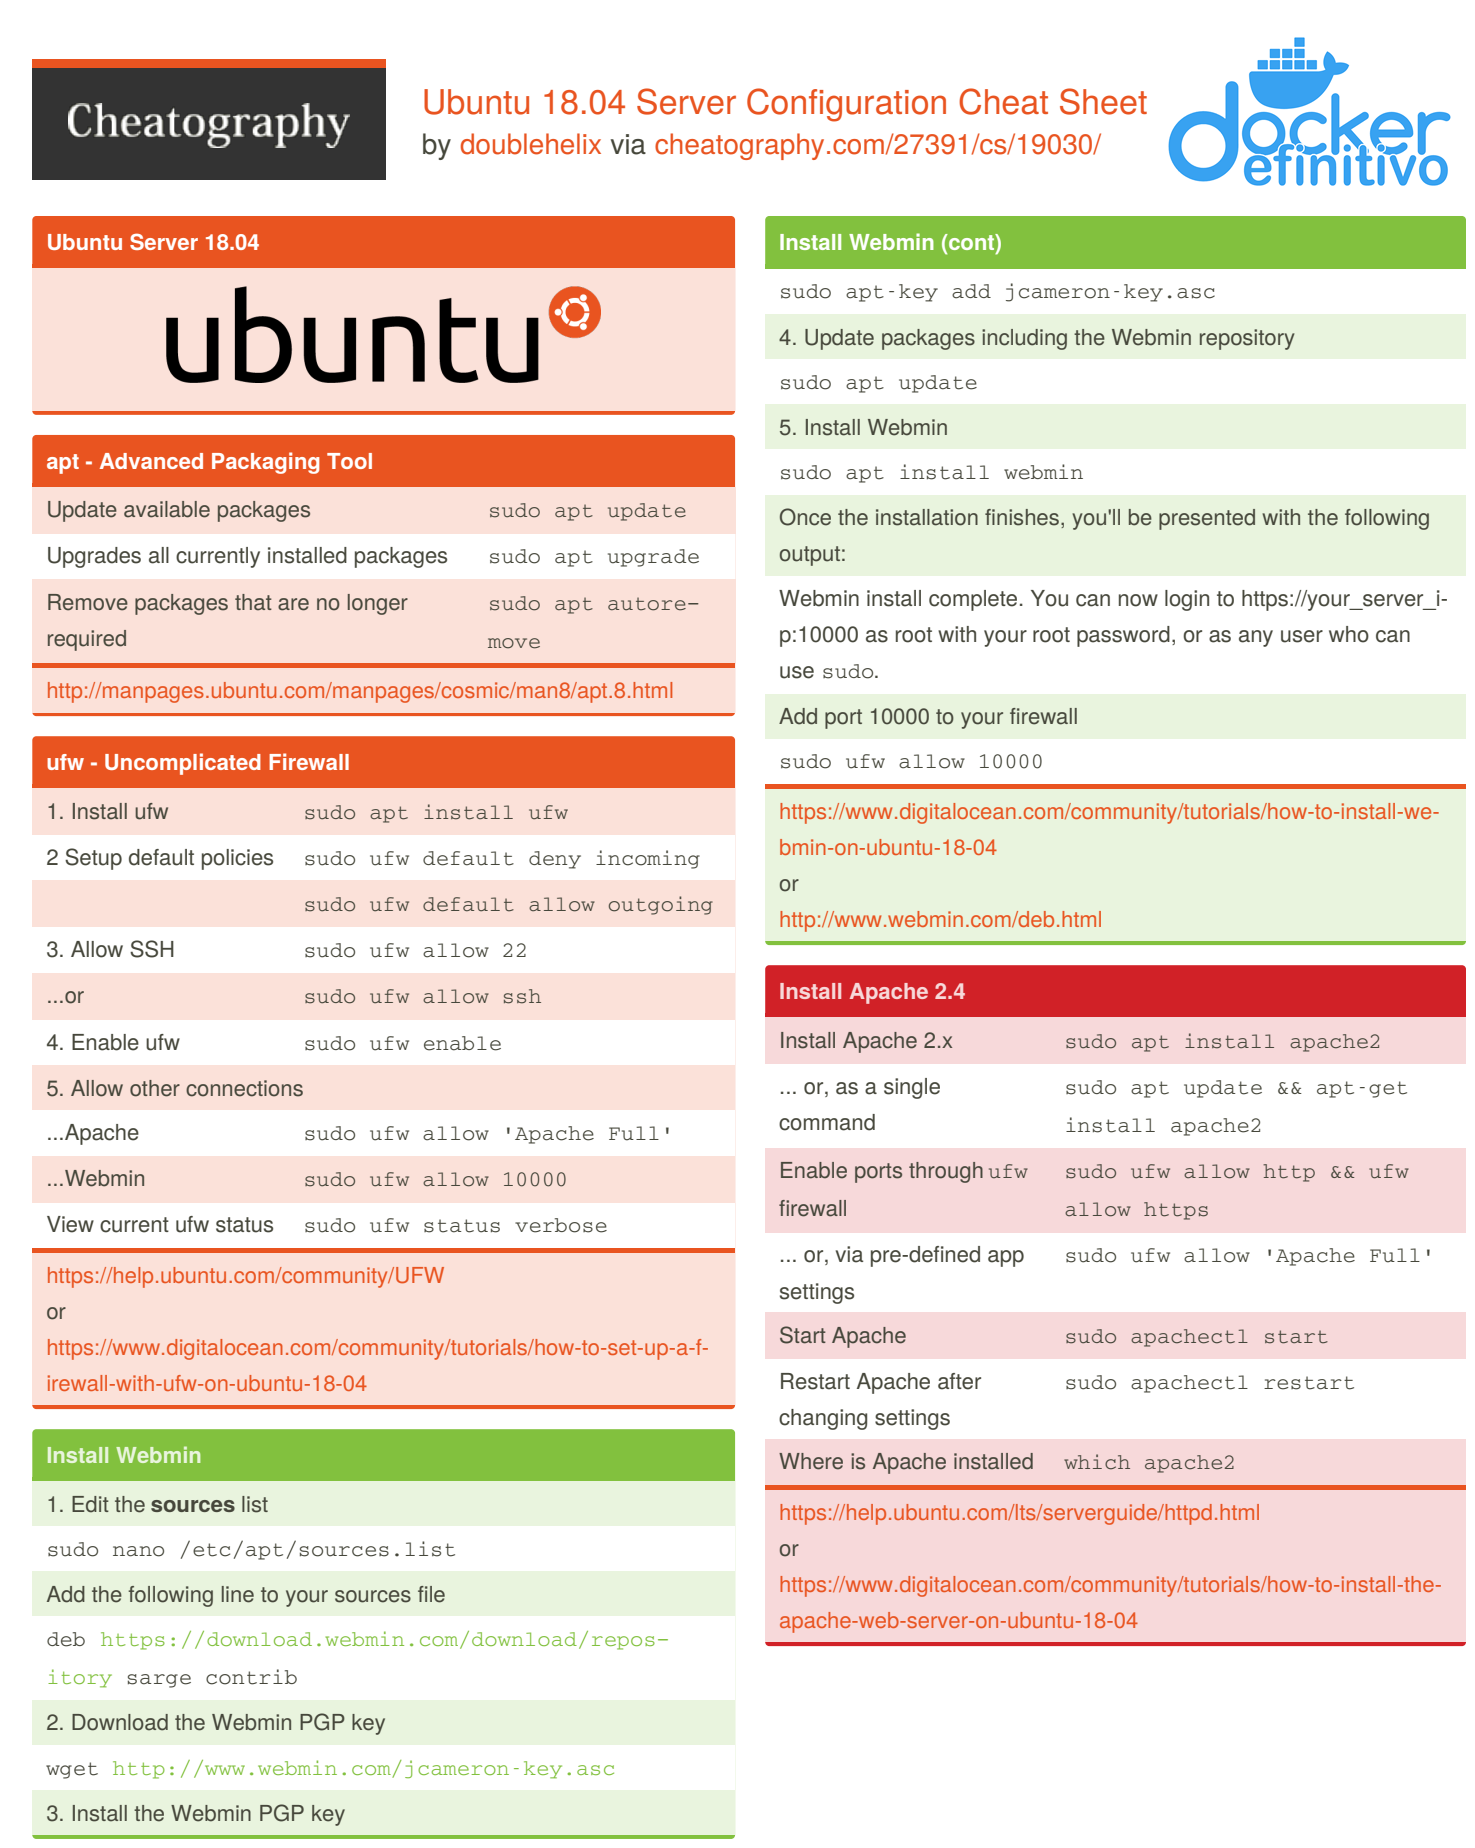 Cheatography
Ubuntu 18.04 Server Configuration Cheat Sheet
by doublehelix via cheatography.com/27391/cs/19030/
docker
efinitivo
Ubuntu Server 18.04
ubuntu
apt - Advanced Packaging Tool
Update available packages sudo apt update
Upgrades all currently installed packages sudo apt upgrade
Remove packages that are no longer sudo apt autore-
required move
http://manpages.ubuntu.com/manpages/cosmic/man8/apt.8.html
ufw - Uncomplicated Firewall
1. Install ufw sudo apt install ufw
2 Setup default policies sudo ufw default deny incoming
sudo ufw default allow outgoing
3. Allow SSH sudo ufw allow 22
...or sudo ufw allow ssh
4. Enable ufw sudo ufw enable
5. Allow other connections
...Apache sudo ufw allow 'Apache Full'
...Webmin sudo ufw allow 10000
View current ufw status sudo ufw status verbose
https://help.ubuntu.com/community/UFW
or
https://www.digitalocean.com/community/tutorials/how-to-set-up-a-f-
irewall-with-ufw-on-ubuntu-18-04
Install Webmin
1. Edit the sources list
sudo nano /etc/apt/sources.list
Add the following line to your sources file
deb https://download.webmin.com/download/repos-
itory sarge contrib
2. Download the Webmin PGP key
wget http://www.webmin.com/jcameron-key.asc
3. Install the Webmin PGP key
Install Webmin (cont)
sudo apt-key add jcameron-key.asc
4. Update packages including the Webmin repository
sudo apt update
5. Install Webmin
sudo apt install webmin
Once the installation finishes, you'll be presented with the following
output:
Webmin install complete. You can now login to https://your_server_i-
p:10000 as root with your root password, or as any user who can
use sudo.
Add port 10000 to your firewall
sudo ufw allow 10000
https://www.digitalocean.com/community/tutorials/how-to-install-we-
bmin-on-ubuntu-18-04
or
http://www.webmin.com/deb.html
Install Apache 2.4
Install Apache 2.x sudo apt install apache2
... or, as a single sudo apt update && apt-get
command install apache2
Enable ports through ufw sudo ufw allow http && ufw
firewall allow https
... or, via pre-defined app sudo ufw allow 'Apache Full'
settings
Start Apache sudo apachectl start
Restart Apache after sudo apachectl restart
changing settings
Where is Apache installed which apache2
https://help.ubuntu.com/lts/serverguide/httpd.html
or
https://www.digitalocean.com/community/tutorials/how-to-install-the-
apache-web-server-on-ubuntu-18-04